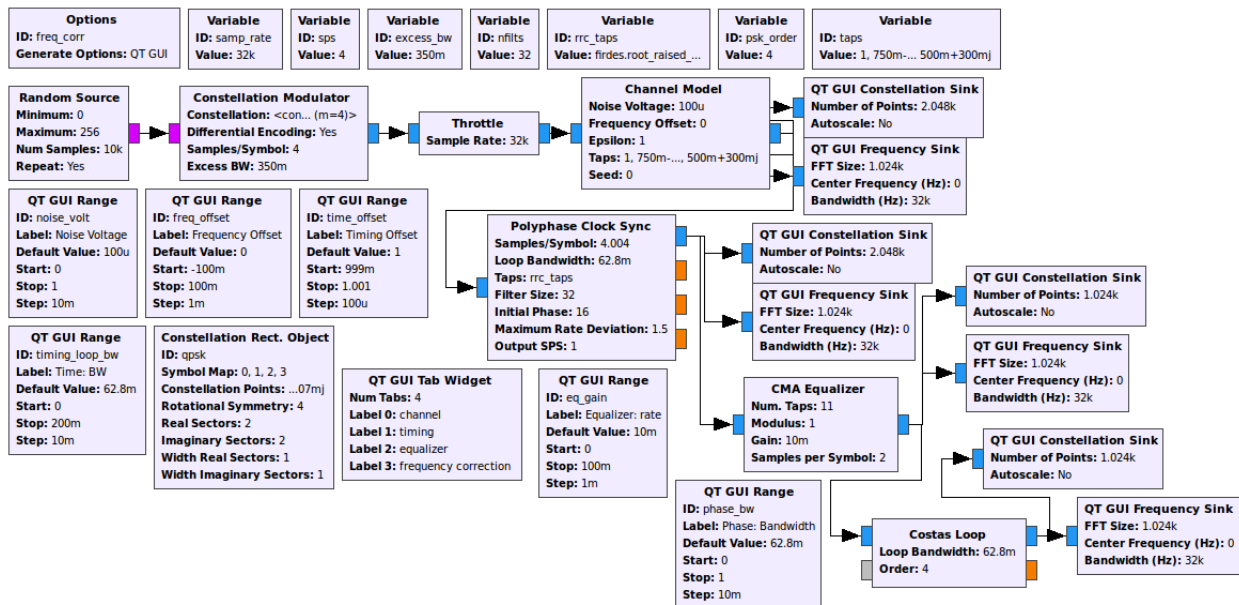 Options
ID: freq_corr
Generate Options: QT GUI
Variable
ID: samp_rate
Value: 32k
Variable
ID: sps
Value: 4
Variable
ID: excess_bw
Value: 350m
Variable
ID: nfilts
Value: 32
Variable
ID: rrc_taps
Value: firdes.root_raised_...
Variable
ID: psk_order
Value: 4
Variable
ID: taps
Value: 1, 750m-... 500m+300mj
Random Source
Minimum: 0
Maximum: 256
Num Samples: 10k
Repeat: Yes
Constellation Modulator
Constellation: <con... (m=4)>
Differential Encoding: Yes
Samples/Symbol: 4
Excess BW: 350m
Throttle
Sample Rate: 32k
Channel Model
Noise Voltage: 100u
Frequency Offset: 0
Epsilon: 1
Taps: 1, 750m-..., 500m+300mj
Seed: 0
QT GUI Constellation Sink
Number of Points: 2.048k
Autoscale: No
QT GUI Frequency Sink
FFT Size: 1.024k
Center Frequency (Hz): 0
Bandwidth (Hz): 32k
QT GUI Range
ID: noise_volt
Label: Noise Voltage
Default Value: 100u
Start: 0
Stop: 1
Step: 10m
QT GUI Range
ID: freq_offset
Label: Frequency Offset
Default Value: 0
Start: -100m
Stop: 100m
Step: 1m
QT GUI Range
ID: time_offset
Label: Timing Offset
Default Value: 1
Start: 999m
Stop: 1.001
Step: 100u
Polyphase Clock Sync
Samples/Symbol: 4.004
Loop Bandwidth: 62.8m
Taps: rrc_taps
Filter Size: 32
Initial Phase: 16
Maximum Rate Deviation: 1.5
Output SPS: 1
QT GUI Constellation Sink
Number of Points: 2.048k
Autoscale: No
QT GUI Frequency Sink
FFT Size: 1.024k
Center Frequency (Hz): 0
Bandwidth (Hz): 32k
QT GUI Constellation Sink
Number of Points: 1.024k
Autoscale: No
QT GUI Frequency Sink
FFT Size: 1.024k
Center Frequency (Hz): 0
Bandwidth (Hz): 32k
QT GUI Range
ID: timing_loop_bw
Label: Time: BW
Default Value: 62.8m
Start: 0
Stop: 200m
Step: 10m
Constellation Rect. Object
ID: qpsk
Symbol Map: 0, 1, 2, 3
Constellation Points: ...07mj
Rotational Symmetry: 4
Real Sectors: 2
Imaginary Sectors: 2
Width Real Sectors: 1
Width Imaginary Sectors: 1
QT GUI Tab Widget
Num Tabs: 4
Label 0: channel
Label 1: timing
Label 2: equalizer
Label 3: frequency correction
QT GUI Range
ID: eq_gain
Label: Equalizer: rate
Default Value: 10m
Start: 0
Stop: 100m
Step: 1m
CMA Equalizer
Num. Taps: 11
Modulus: 1
Gain: 10m
Samples per Symbol: 2
QT GUI Constellation Sink
Number of Points: 1.024k
Autoscale: No
QT GUI Range
ID: phase_bw
Label: Phase: Bandwidth
Default Value: 62.8m
Start: 0
Stop: 1
Step: 10m
Costas Loop
Loop Bandwidth: 62.8m
Order: 4
QT GUI Frequency Sink
FFT Size: 1.024k
Center Frequency (Hz): 0
Bandwidth (Hz): 32k